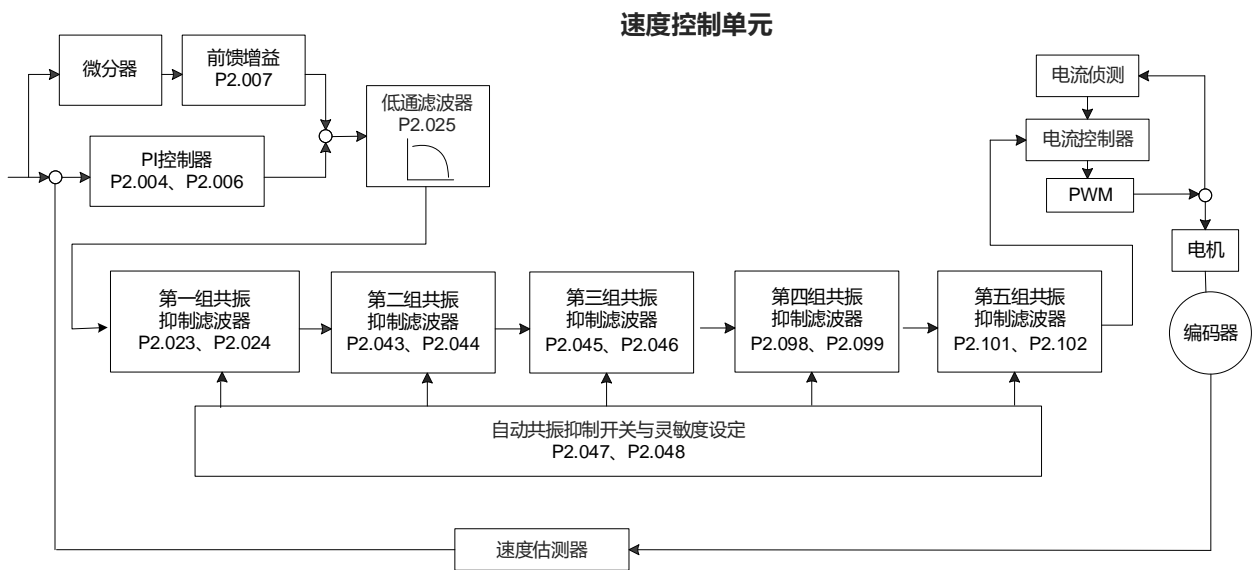 速度控制单元
微分器
前馈增益
P2.007
低通滤波器
P2.025
PI控制器
P2.004、P2.006
电流侦测
电流控制器
PWM
电机
编码器
第一组共振
抑制滤波器
P2.023、P2.024
第二组共振
抑制滤波器
P2.043、P2.044
第三组共振
抑制滤波器
P2.045、P2.046
第四组共振
抑制滤波器
P2.098、P2.099
第五组共振
抑制滤波器
P2.101、P2.102
自动共振抑制开关与灵敏度设定
P2.047、P2.048
速度估测器